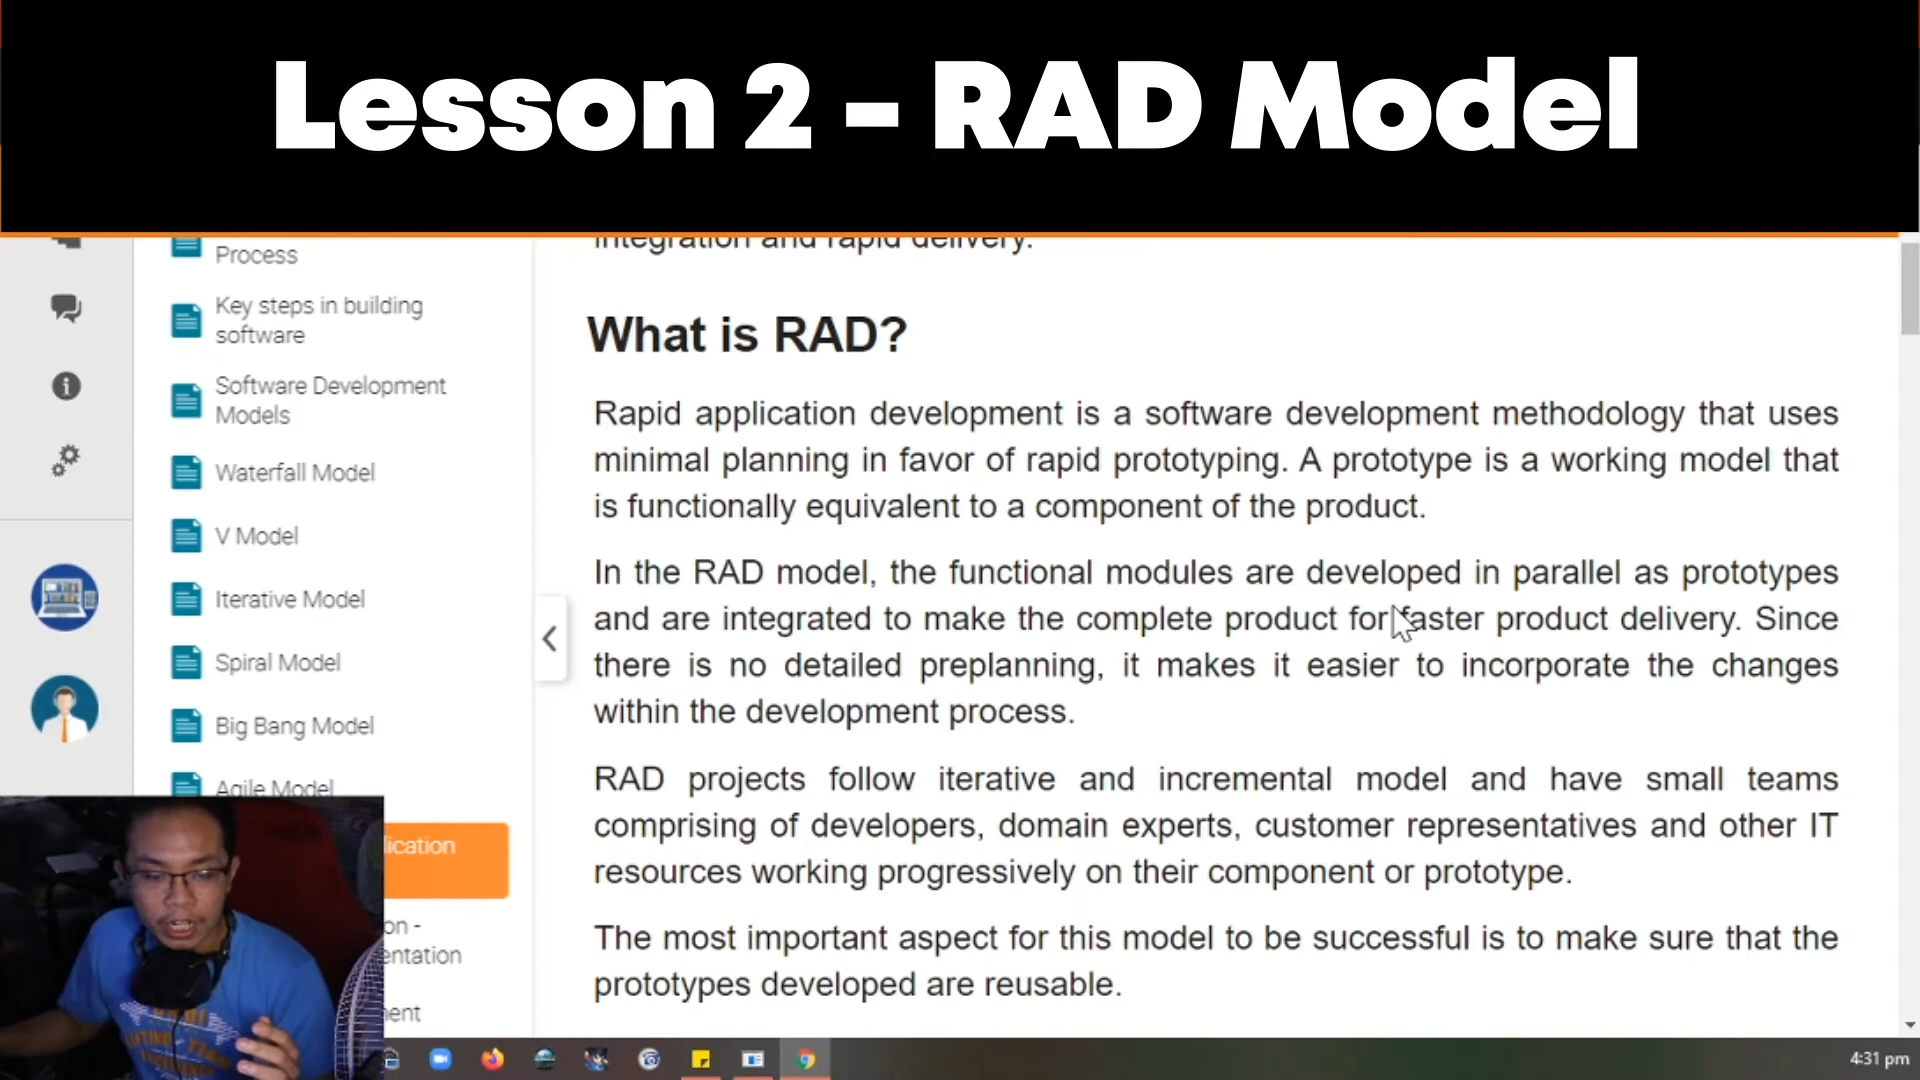 Lesson 2 - RAD Model
integration and rapid delivery.
Process
Key steps in building
software
Software Development
Models
Waterfall Model
V Model
Iterative Model
Spiral Model
Big Bang Model
Agile Model
lication
on -
entation
ent
What is RAD?
Rapid application development is a software development methodology that uses
minimal planning in favor of rapid prototyping. A prototype is a working model that
is functionally equivalent to a component of the product.
In the RAD model, the functional modules are developed in parallel as prototypes
and are integrated to make the complete product for faster product delivery. Since
there is no detailed preplanning, it makes it easier to incorporate the changes
within the development process.
RAD projects follow iterative and incremental model and have small teams
comprising of developers, domain experts, customer representatives and other IT
resources working progressively on their component or prototype.
The most important aspect for this model to be successful is to make sure that the
prototypes developed are reusable.
4:31 pm